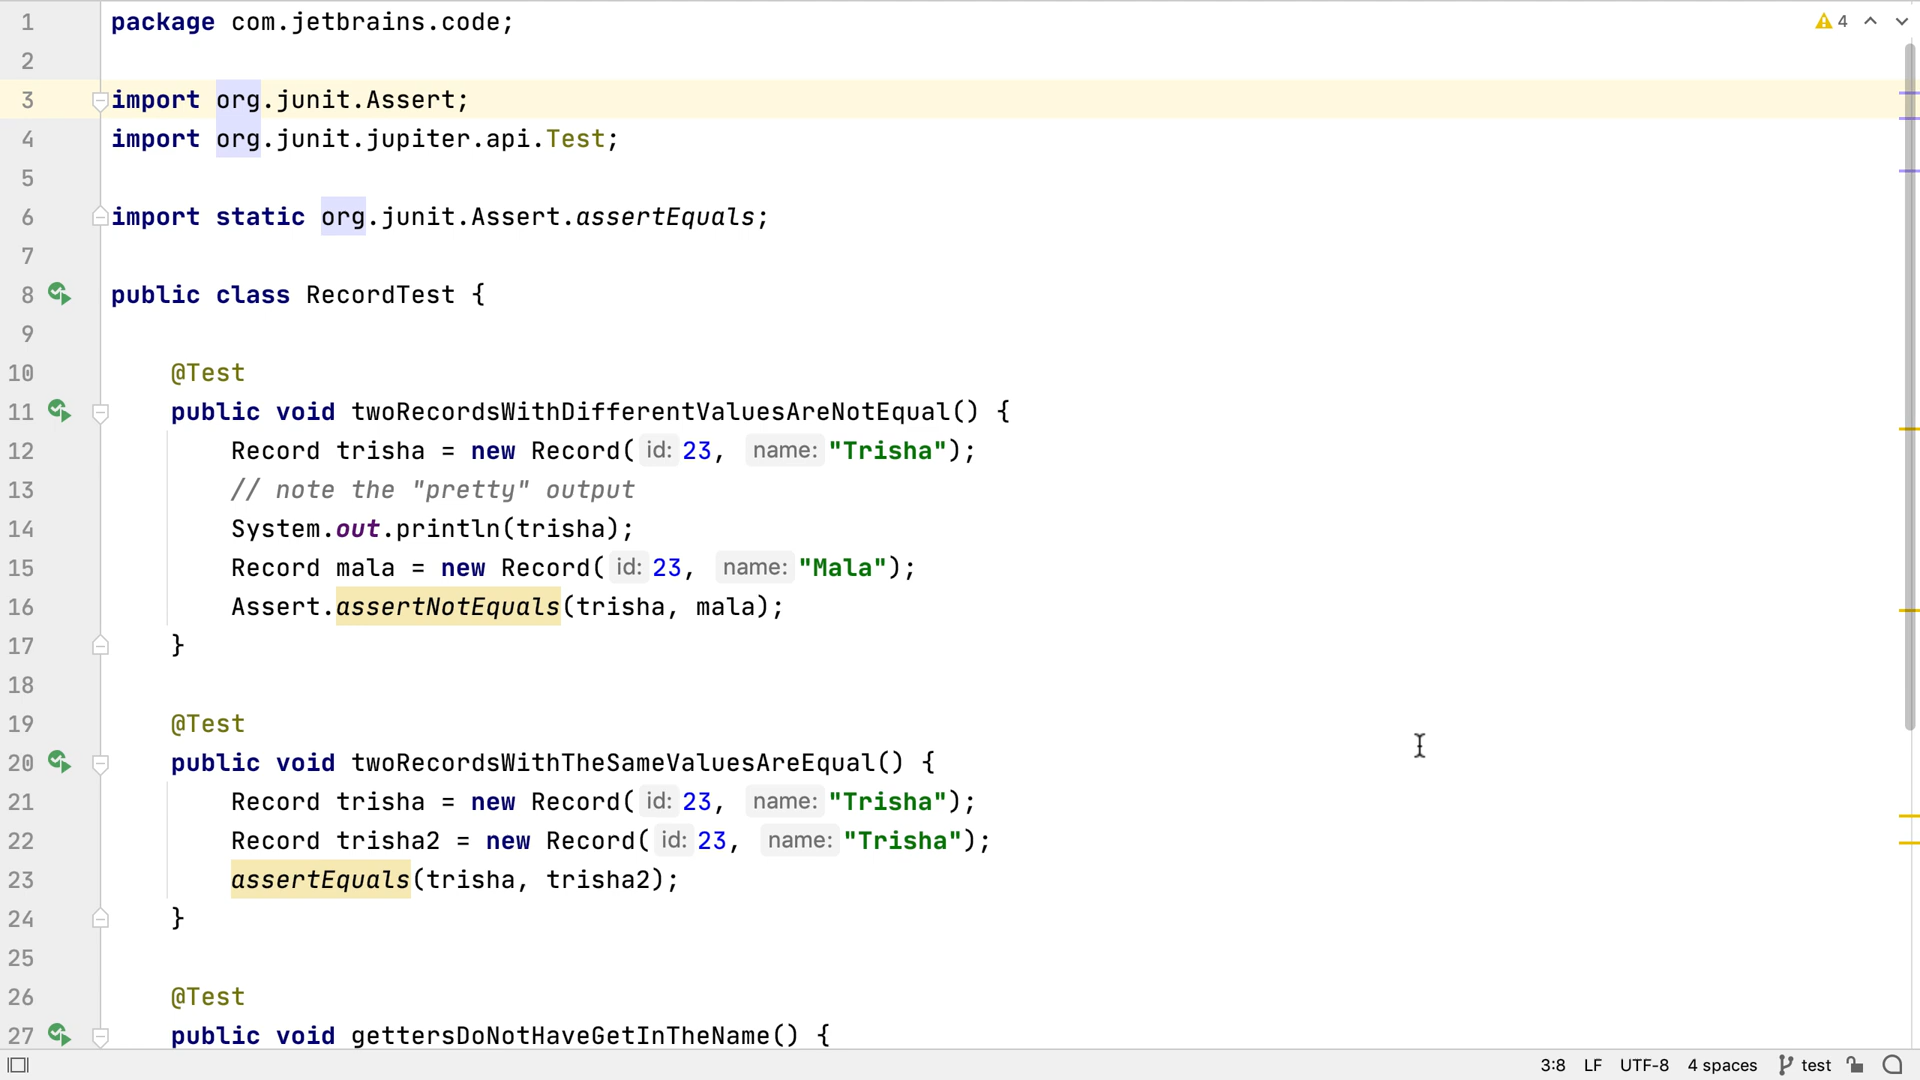 1 package com.jetbrains.code;
4
2
3 import org.junit.Assert;
4 import org.junit.jupiter.api.Test;
5
6 import static org.junit.Assert.assertEquals;
7
8 public class RecordTest {
9
10 @Test
11 public void twoRecordsWithDifferentValuesAreNotEqual() {
12 Record trisha = new Record( id: 23, name: "Trisha");
13 // note the "pretty" output
14 System.out.println(trisha);
15 Record mala = new Record( id: 23, name: "Mala");
16 Assert.assertNotEquals(trisha, mala);
17 }
18
19 @Test
20 public void twoRecordsWithTheSameValuesAreEqual() {
21 Record trisha = new Record( id: 23, name: "Trisha");
22 Record trisha2 = new Record( id: 23, name: "Trisha");
23 assertEquals(trisha, trisha2);
24 }
25
26 @Test
27 public void gettersDoNotHaveGetInTheName() {
3:8 LF UTF-8 4 spaces test